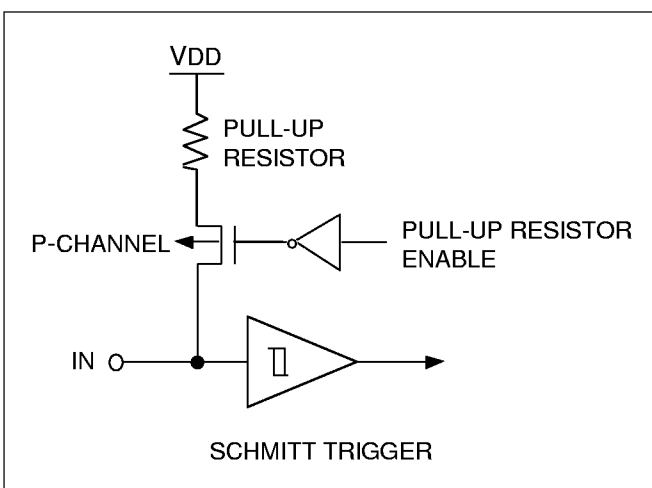 VDD
PULL-UP
RESISTOR
P-CHANNEL
PULL-UP RESISTOR
ENABLE
IN
SCHMITT TRIGGER